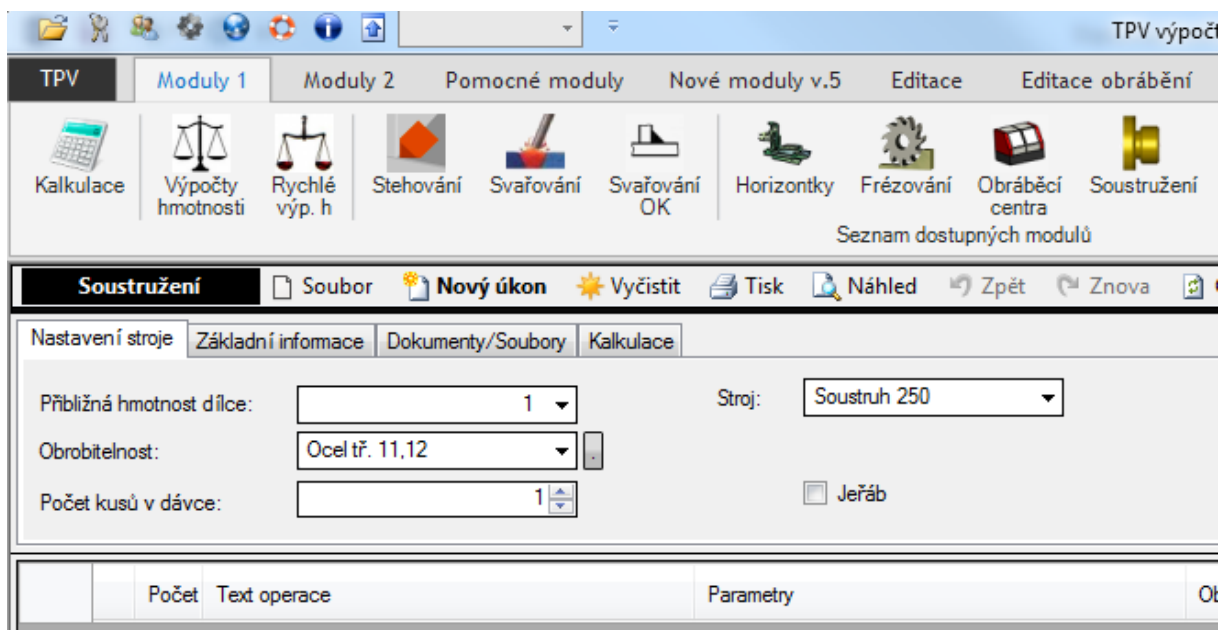 TPV výpočt
TPV Moduly 1 Moduly 2 Pomocné moduly Nové moduly v.5 Editace Editace obrábění
Kalkulace Výpočty hmotnosti Rychlé výp. h Stehování Svařování Svařování OK Horizontky Frézování Obráběcí centra Soustružení
Seznam dostupných modulů
Soustružení Soubor Nový úkon Vyčistit Tisk Náhled Zpět Znova
Nastavení stroje Základní informace Dokumenty/Soubory Kalkulace
Přibližná hmotnost dílce: 1 Stroj: Soustruh 250
Obrobitelnost: Ocel tř. 11,12 .
Počet kusů v dávce: 1 Jeřáb
Počet Text operace Parametry